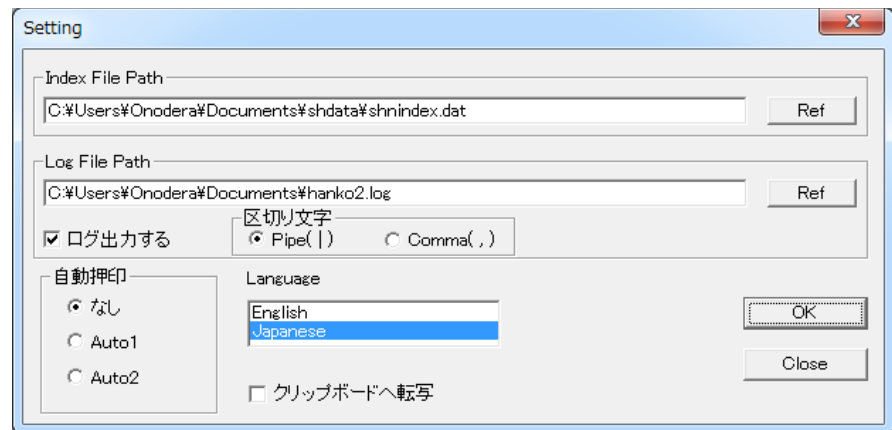 Setting
Index File Path
C:¥Users¥Onodera¥Documents¥shdata¥shnindex.dat
Ref
Log File Path
C:¥Users¥Onodera¥Documents¥hanko2.log
Ref
ログ出力する
区切り文字
Pipe(|)
Comma(,)
自動押印
なし
Auto1
Auto2
Language
English
Japanese
クリップボードへ転写
OK
Close